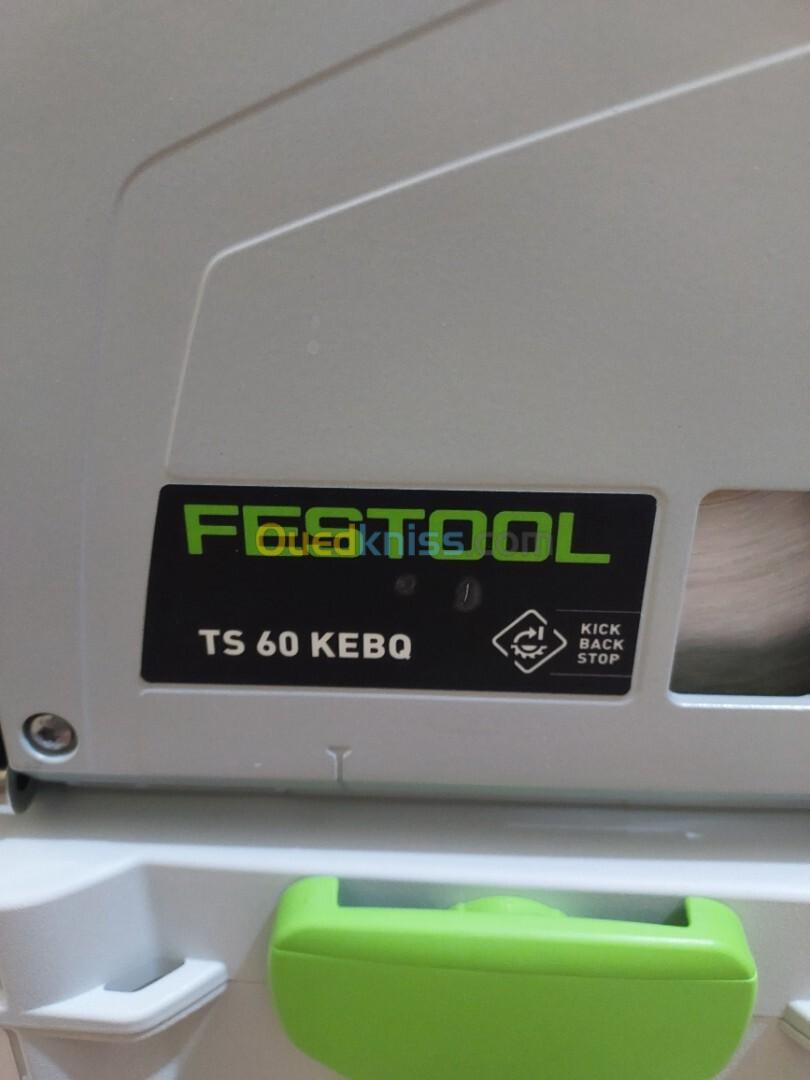 FESTOOL
Ouedkniss.com
TS 60 KEBQ
KICK
BACK
STOP